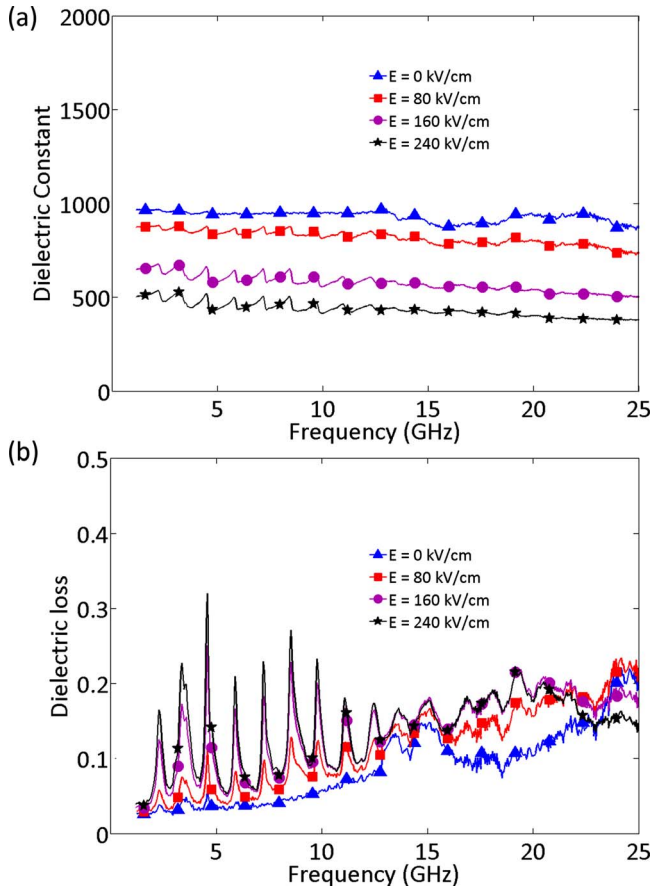 (a)
2000
1500
1000
500
0
Dielectric Constant
E = 0 kV/cm
E = 80 kV/cm
E = 160 kV/cm
E = 240 kV/cm
5 10 15 20 25
Frequency (GHz)
(b)
0.5
0.4
0.3
0.2
0.1
0
Dielectric loss
E = 0 kV/cm
E = 80 kV/cm
E = 160 kV/cm
E = 240 kV/cm
5 10 15 20 25
Frequency (GHz)